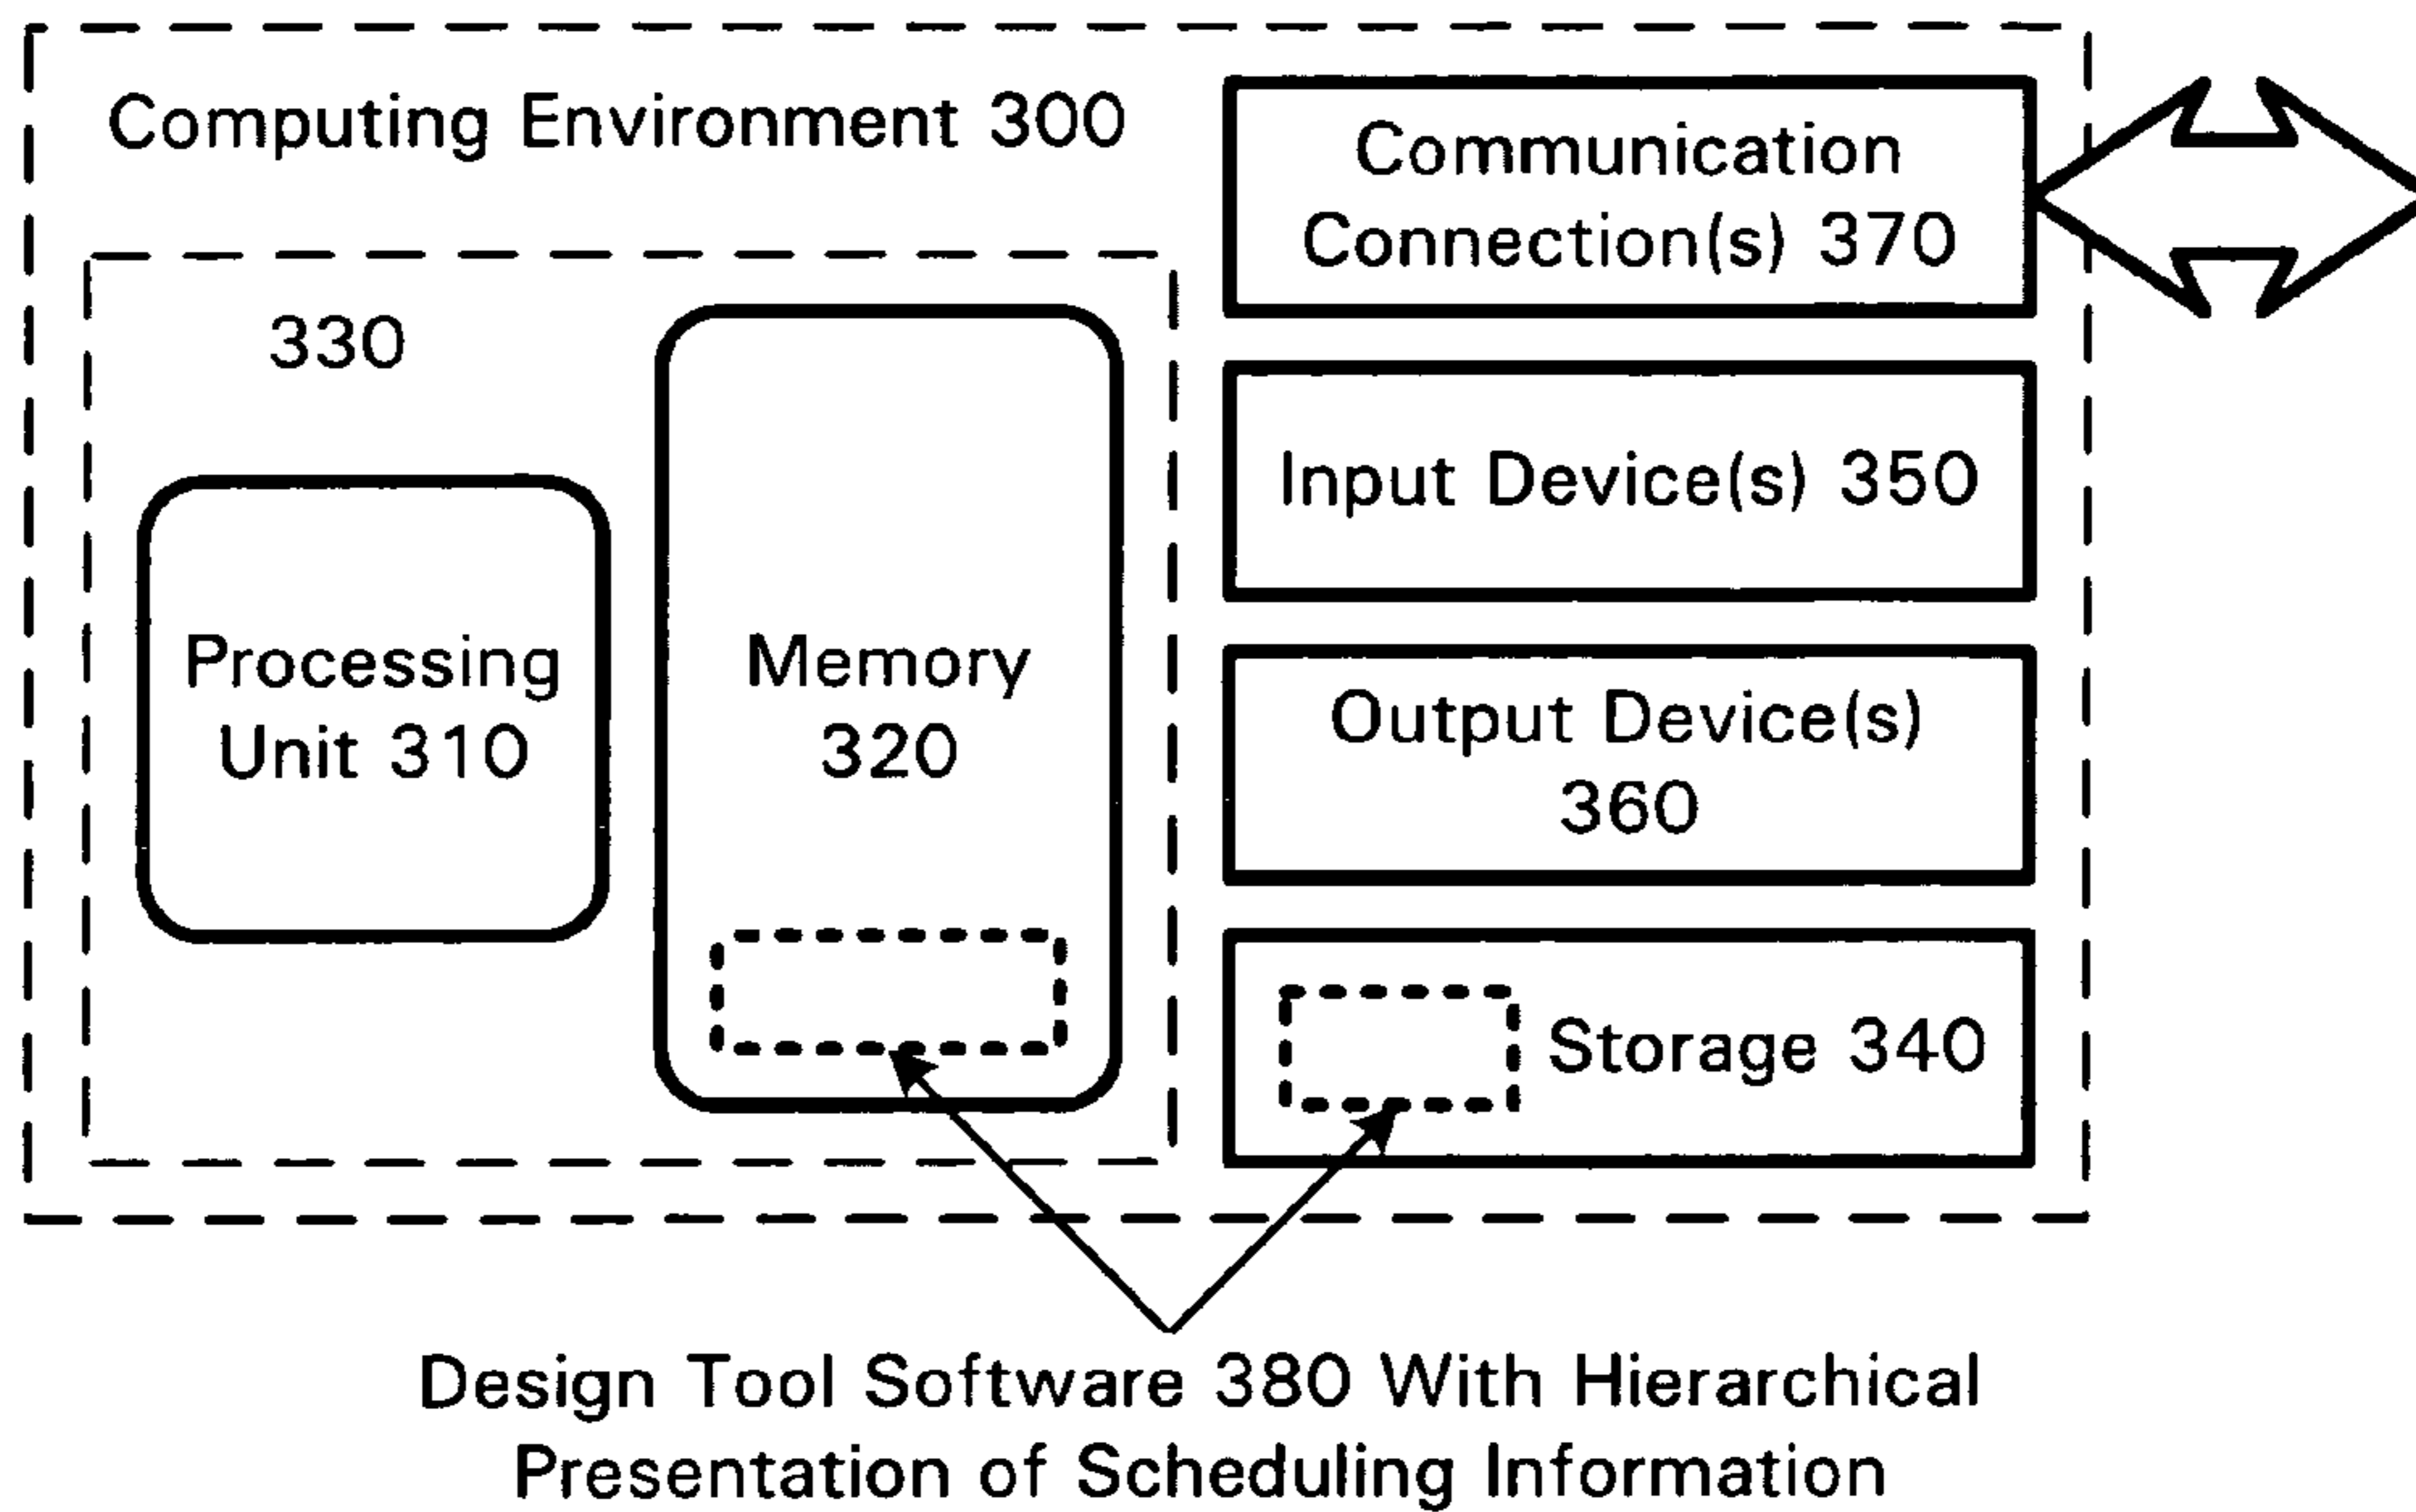 Computing Environment 300
Communication
Connection(s) 370
330
Input Device(s) 350
Processing
Unit 310
Memory
320
Output Device(s)
360
Storage 340
Design Tool Software 380 With Hierarchical
Presentation of Scheduling Information